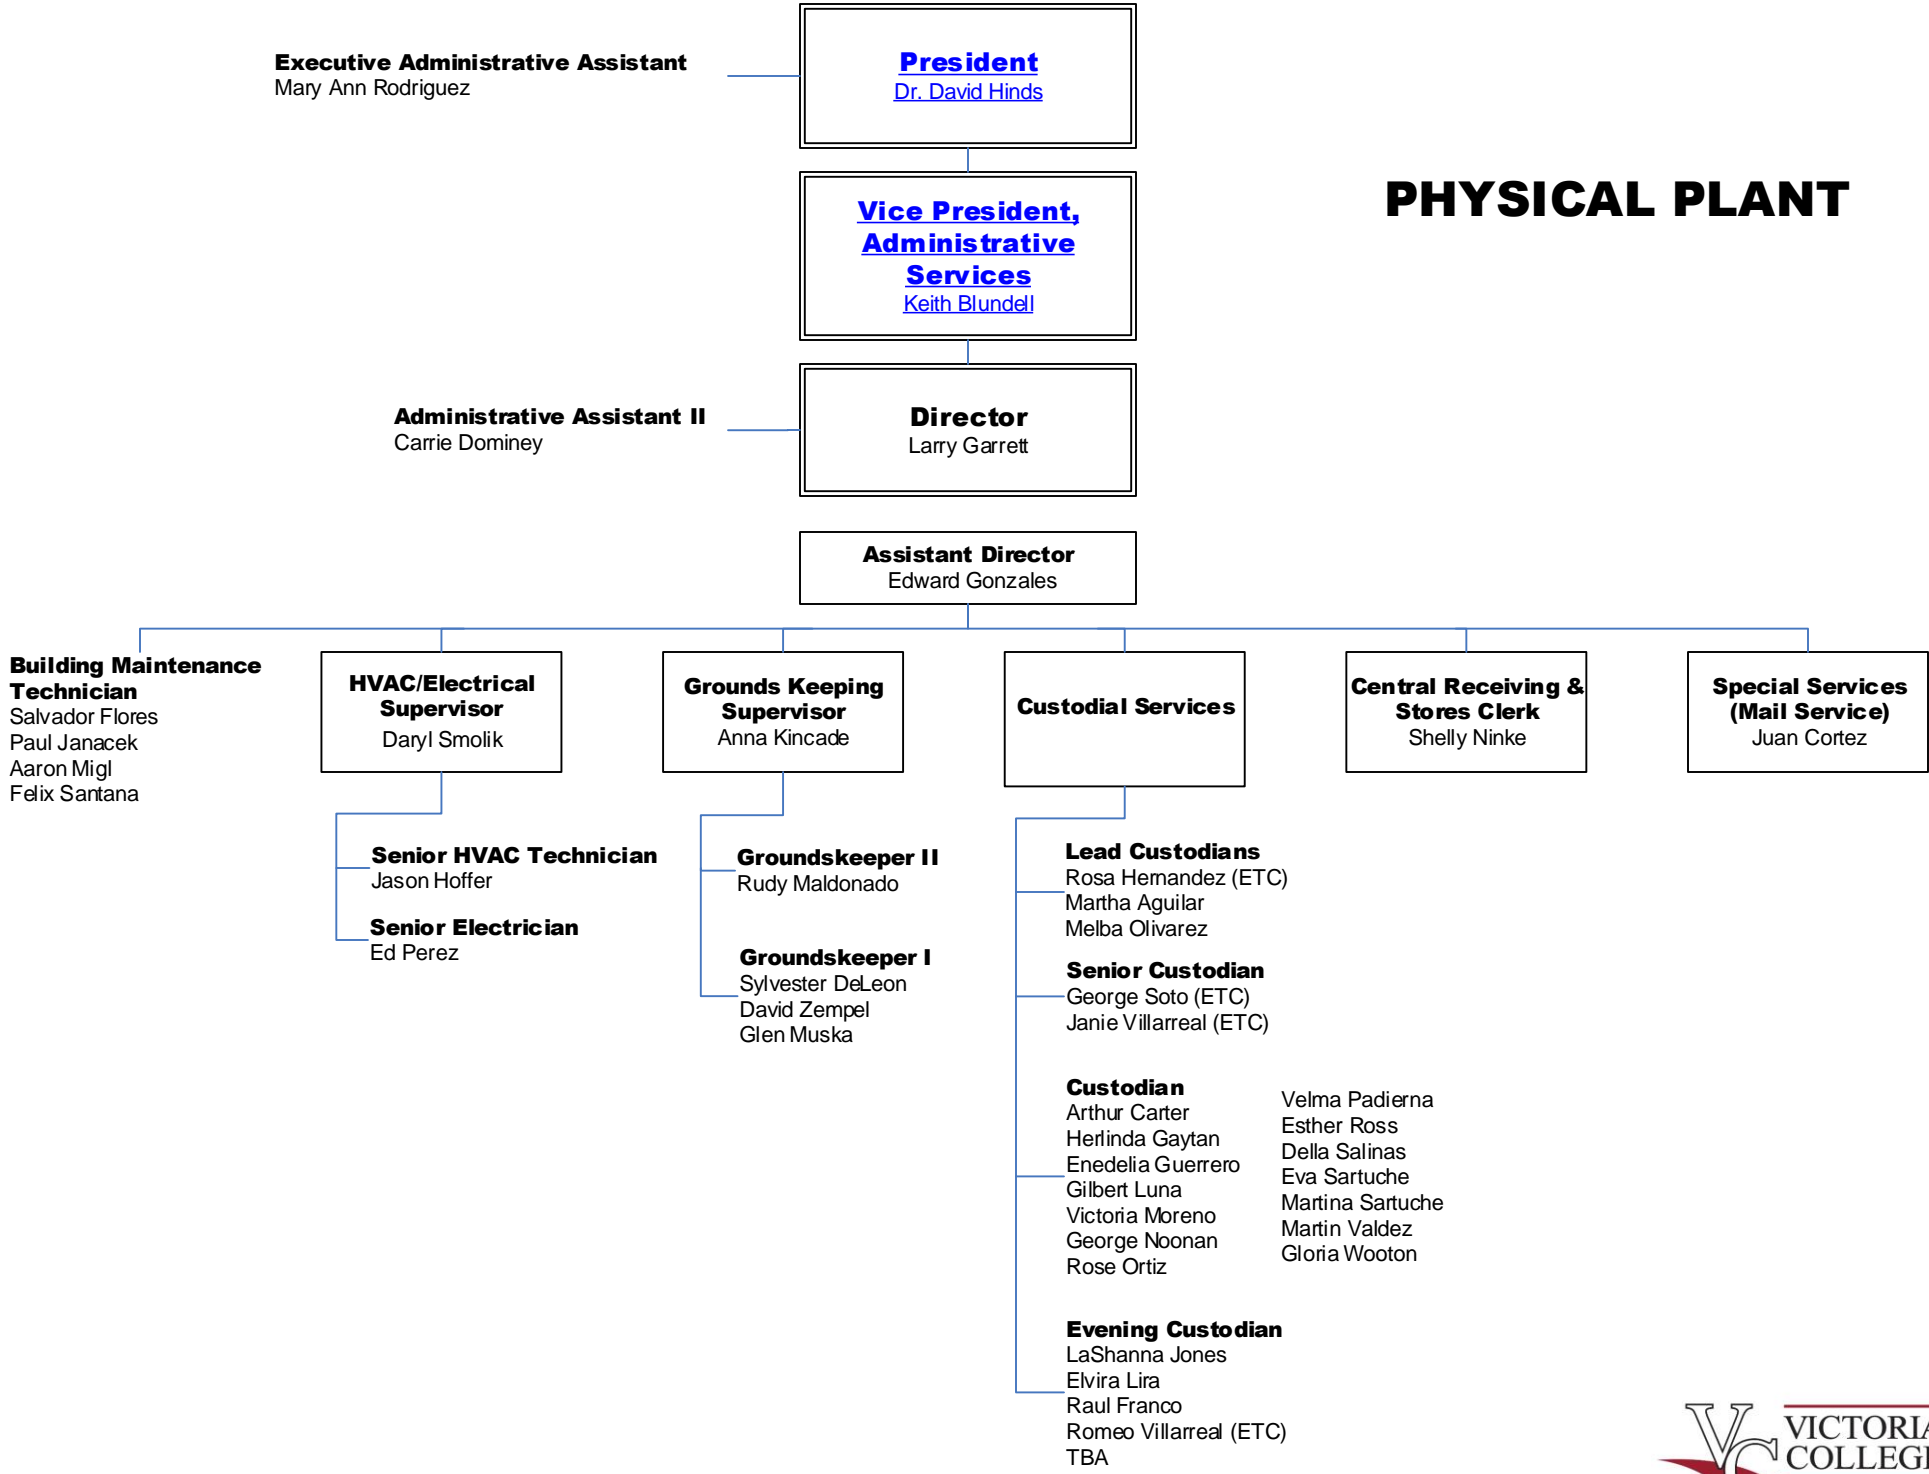 Executive Administrative Assistant
Mary Ann Rodriguez
President
Dr. David Hinds
PHYSICAL PLANT
Vice President,
Administrative
Services
Keith Blundell
Administrative Assistant II
Carrie Dominey
Director
Larry Garrett
Assistant Director
Edward Gonzales
Building Maintenance
Technician
Salvador Flores
Paul Janacek
Aaron Migl
Felix Santana
HVAC/Electrical
Supervisor
Daryl Smolik
Grounds Keeping
Supervisor
Anna Kincade
Custodial Services
Central Receiving &
Stores Clerk
Shelly Ninke
Special Services
(Mail Service)
Juan Cortez
Senior HVAC Technician
Jason Hoffer
Senior Electrician
Ed Perez
Groundskeeper II
Rudy Maldonado
Groundskeeper I
Sylvester DeLeon
David Zempel
Glen Muska
Lead Custodians
Rosa Hernandez (ETC)
Martha Aguilar
Melba Olivarez
Senior Custodian
George Soto (ETC)
Janie Villarreal (ETC)
Custodian
Arthur Carter
Herlinda Gaytan
Enedelia Guerrero
Gilbert Luna
Victoria Moreno
George Noonan
Rose Ortiz
Velma Padierna
Esther Ross
Della Salinas
Eva Sartuche
Martina Sartuche
Martin Valdez
Gloria Wooton
Evening Custodian
LaShanna Jones
Elvira Lira
Raul Franco
Romeo Villarreal (ETC)
TBA
VC
VICTORIA
COLLEGE